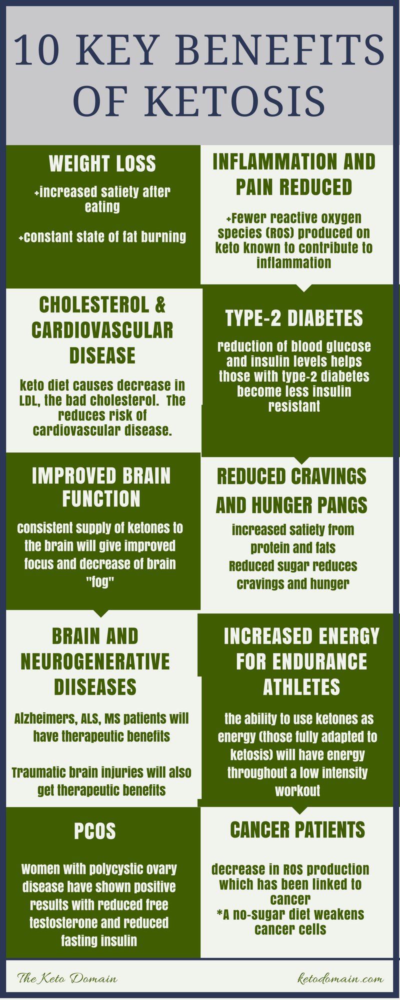 10 KEY BENEFITS
OF KETOSIS
WEIGHT LOSS
+increased satiety after
eating
+constant state of fat burning
INFLAMMATION AND
PAIN REDUCED
+Fewer reactive oxygen
species (ROS) produced on
keto known to contribute to
inflammation
CHOLESTEROL &
CARDIOVASCULAR
DISEASE
keto diet causes decrease in
LDL, the bad cholesterol.  The
reduces risk of
cardiovascular disease.
TYPE-2 DIABETES
reduction of blood glucose
and insulin levels helps
those with type-2 diabetes
become less insulin
resistant
IMPROVED BRAIN
FUNCTION
consistent supply of ketones to
the brain will give improved
focus and decrease of brain
"fog"
REDUCED CRAVINGS
AND HUNGER PANGS
increased satiety from
protein and fats
Reduced sugar reduces
cravings and hunger
BRAIN AND
NEUROGENERATIVE
DIISEASES
Alzheimers, ALS, MS patients will
have therapeutic benefits
Traumatic brain injuries will also
get therapeutic benefits
INCREASED ENERGY
FOR ENDURANCE
ATHLETES
the ability to use ketones as
energy (those fully adapted to
ketosis) will have energy
throughout a low intensity
workout
PCOS
Women with polycystic ovary
disease have shown positive
results with reduced free
testosterone and reduced
fasting insulin
CANCER PATIENTS
decrease in ROS production
which has been linked to
cancer
*A no-sugar diet weakens
cancer cells
The Keto Domain
ketodomain.com